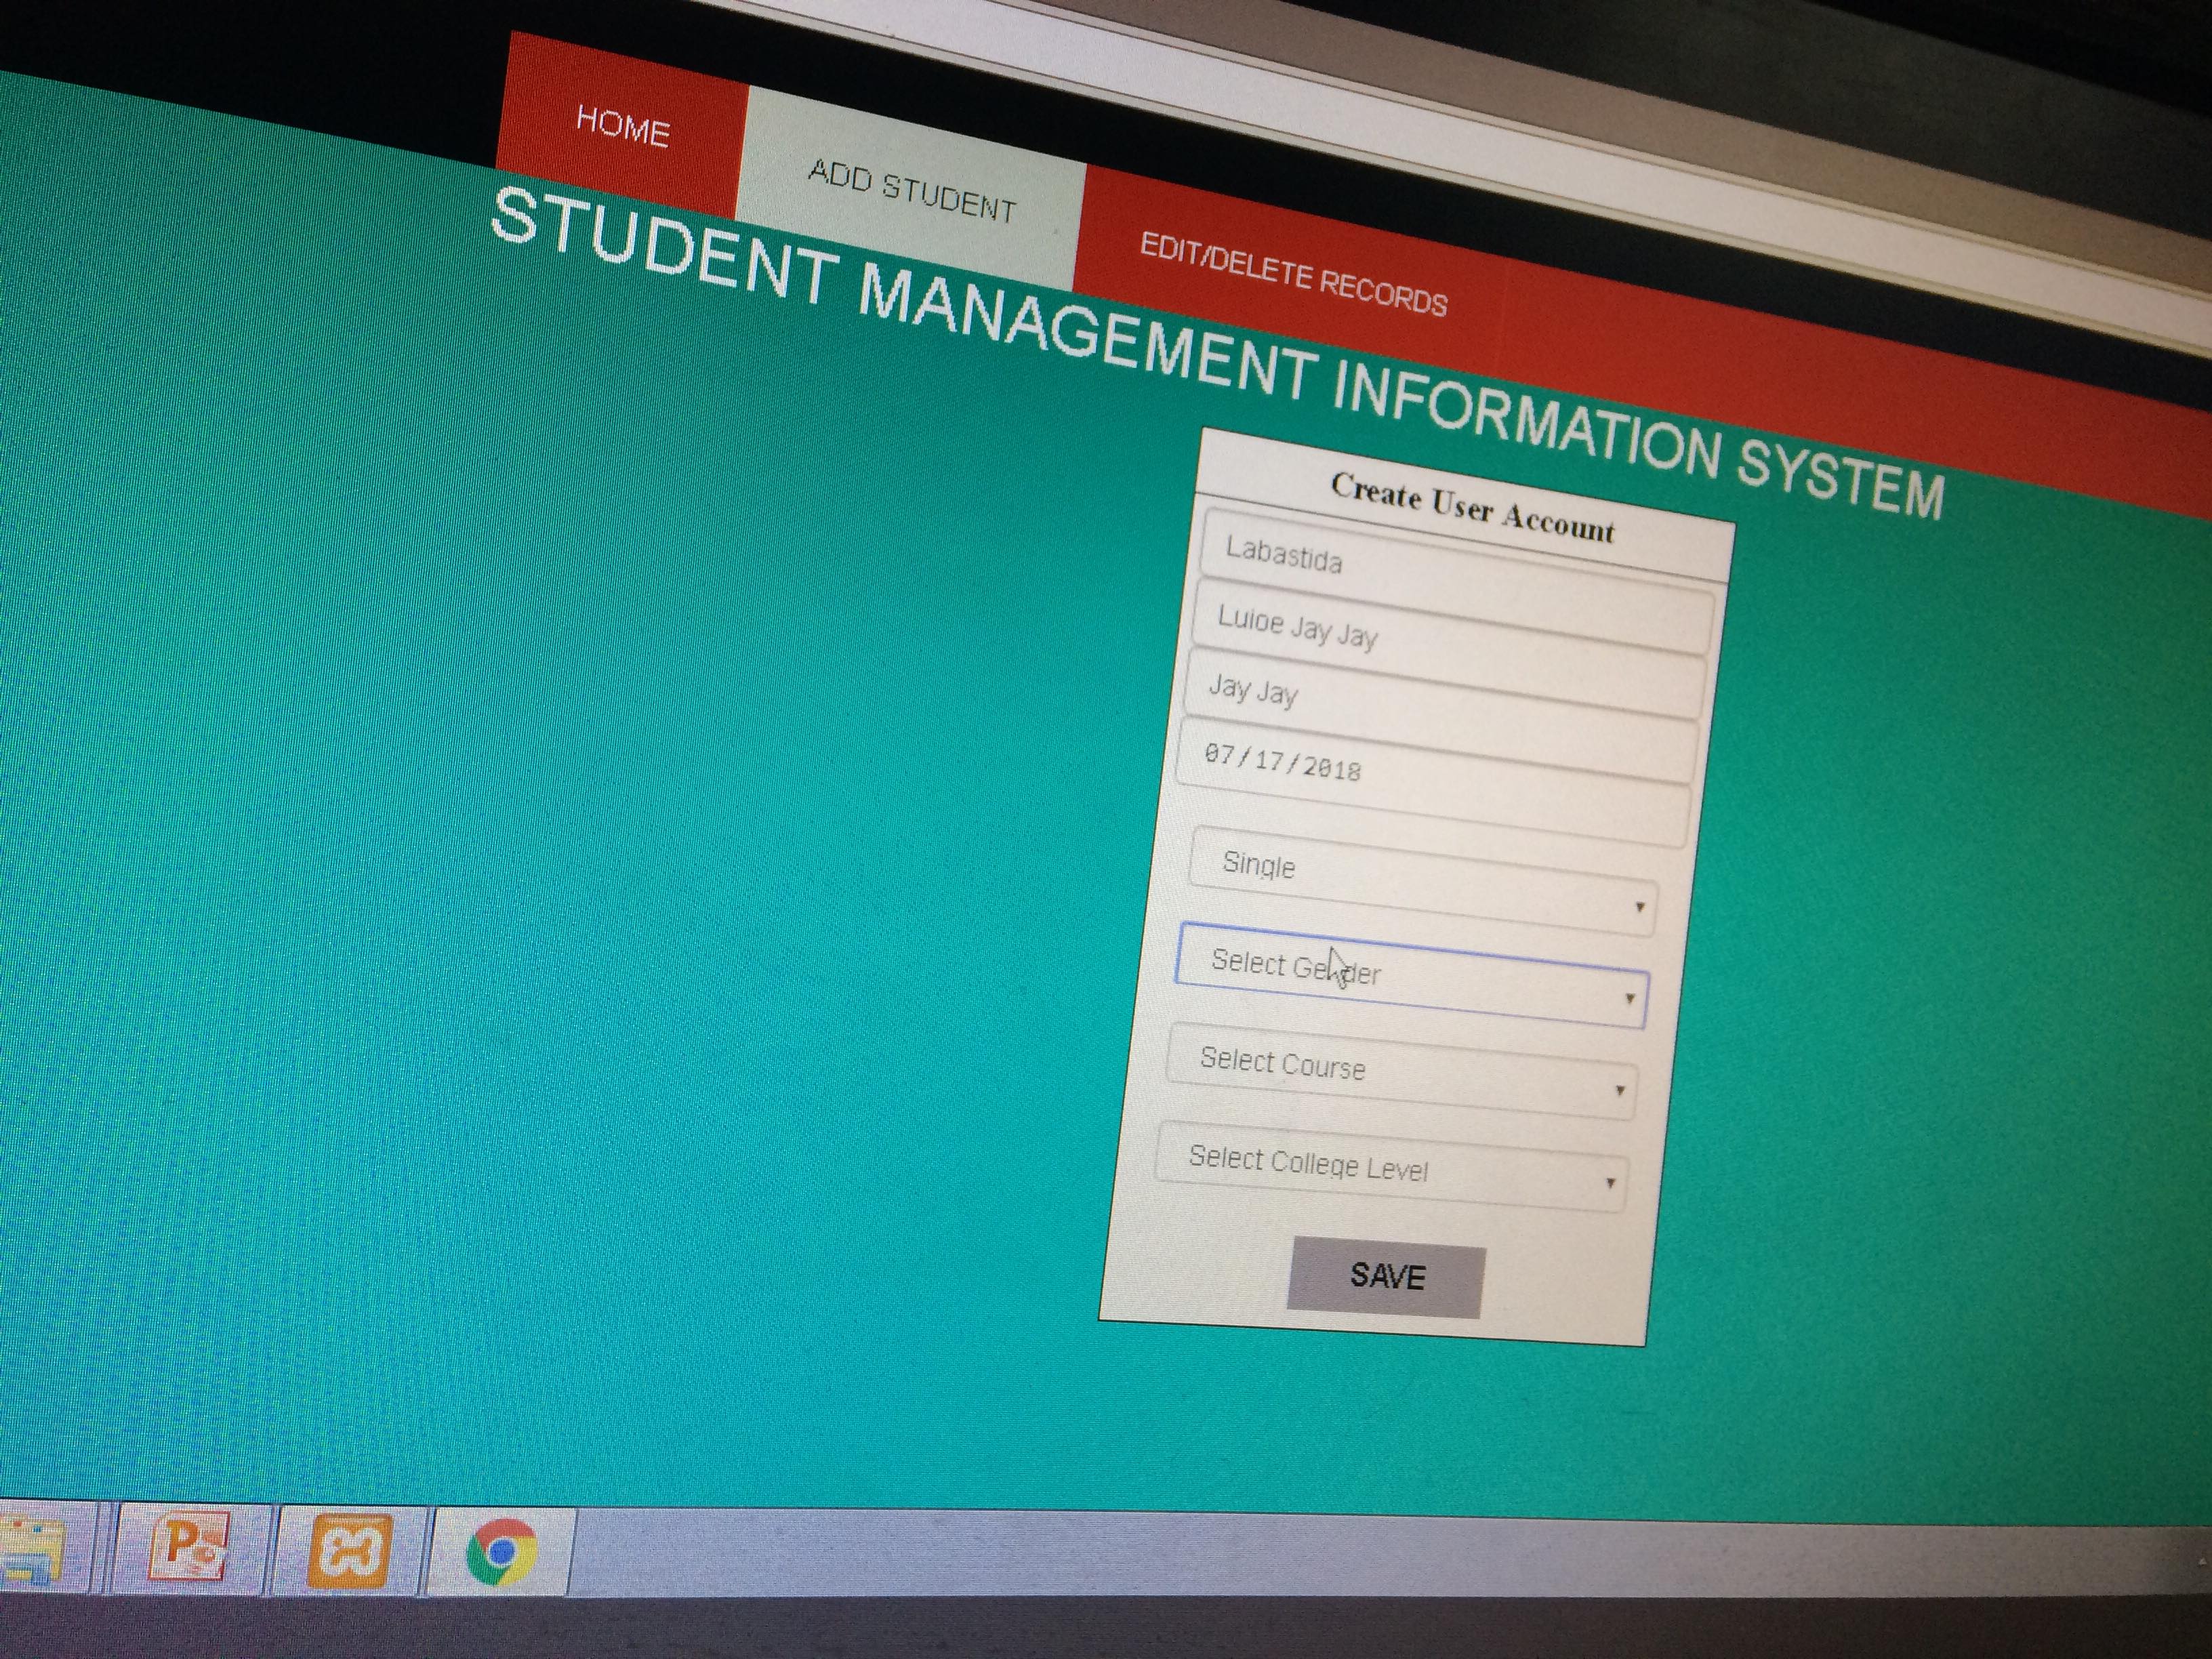 HOME
ADD STUDENT
EDIT/DELETE RECORDS
STUDENT MANAGEMENT INFORMATION SYSTEM
Create User Account
Labastida
Luioe Jay Jay
Jay Jay
07/17/2018
Single
Select Gender
Select Course
Select College Level
SAVE